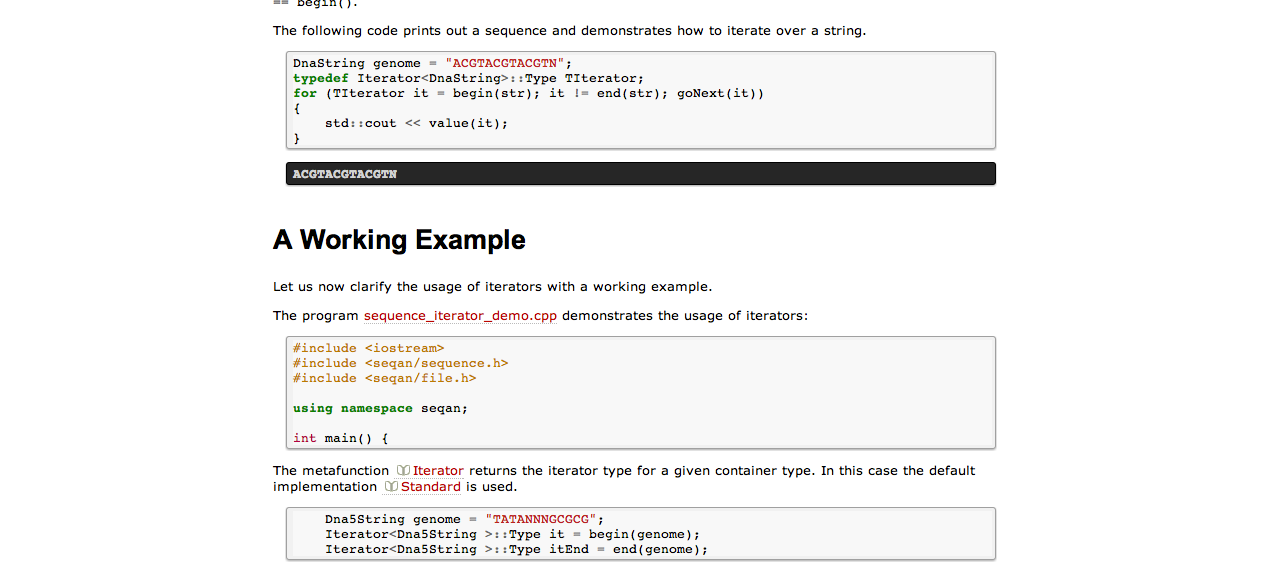 == begin().
The following code prints out a sequence and demonstrates how to iterate over a string.
DnaString genome = "ACGTACGTACGTN";
typedef Iterator<DnaString>::Type TIterator;
for (TIterator it = begin(str); it != end(str); goNext(it))
{
    std::cout << value(it);
}
ACGTACGTACGTN
A Working Example
Let us now clarify the usage of iterators with a working example.
The program sequence_iterator_demo.cpp demonstrates the usage of iterators:
#include <iostream>
#include <seqan/sequence.h>
#include <seqan/file.h>
using namespace seqan;
int main() {
The metafunction Iterator returns the iterator type for a given container type. In this case the default
implementation Standard is used.
    Dna5String genome = "TATANNNGCGCG";
    Iterator<Dna5String >::Type it = begin(genome);
    Iterator<Dna5String >::Type itEnd = end(genome);